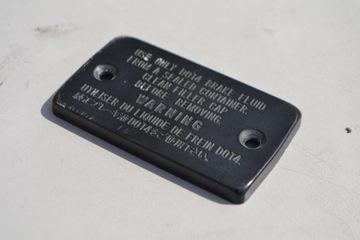 USE ONLY DOT4 BRAKE FLUID
FROM A SEALED CONTAINER.
CLEAN FILLER CAP
BEFORE REMOVING.
WARNING
UTILISER DU LIQUIDE DE FREIN DOT4.
DOT4